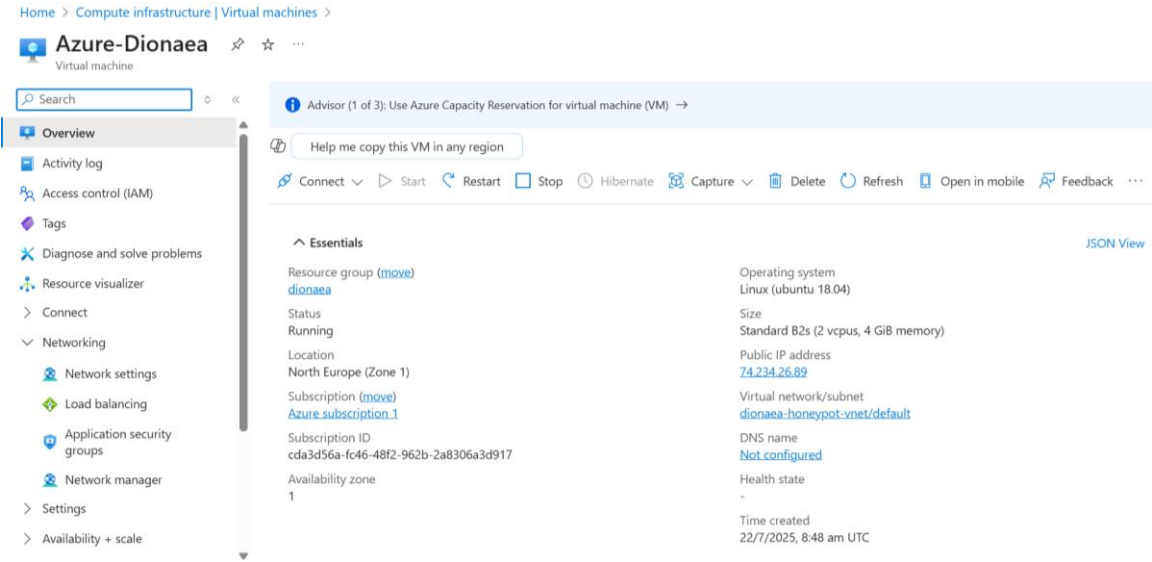 Home > Compute infrastructure | Virtual machines >
Azure-Dionaea
Virtual machine
Search
Overview
Activity log
Access control (IAM)
Tags
Diagnose and solve problems
Resource visualizer
Connect
Networking
Network settings
Load balancing
Application security
groups
Network manager
Settings
Availability + scale
Advisor (1 of 3): Use Azure Capacity Reservation for virtual machine (VM) →
Help me copy this VM in any region
Connect Start Restart Stop Hibernate Capture Delete Refresh Open in mobile Feedback ...
Essentials
JSON View
Resource group (move)
dionaea
Status
Running
Location
North Europe (Zone 1)
Subscription (move)
Azure subscription 1
Subscription ID
cda3d56a-fc46-48f2-962b-2a8306a3d917
Availability zone
1
Operating system
Linux (ubuntu 18.04)
Size
Standard B2s (2 vcpus, 4 GiB memory)
Public IP address
74.234.26.89
Virtual network/subnet
dionaea-honeypot-vnet/default
DNS name
Not configured
Health state
-
Time created
22/7/2025, 8:48 am UTC